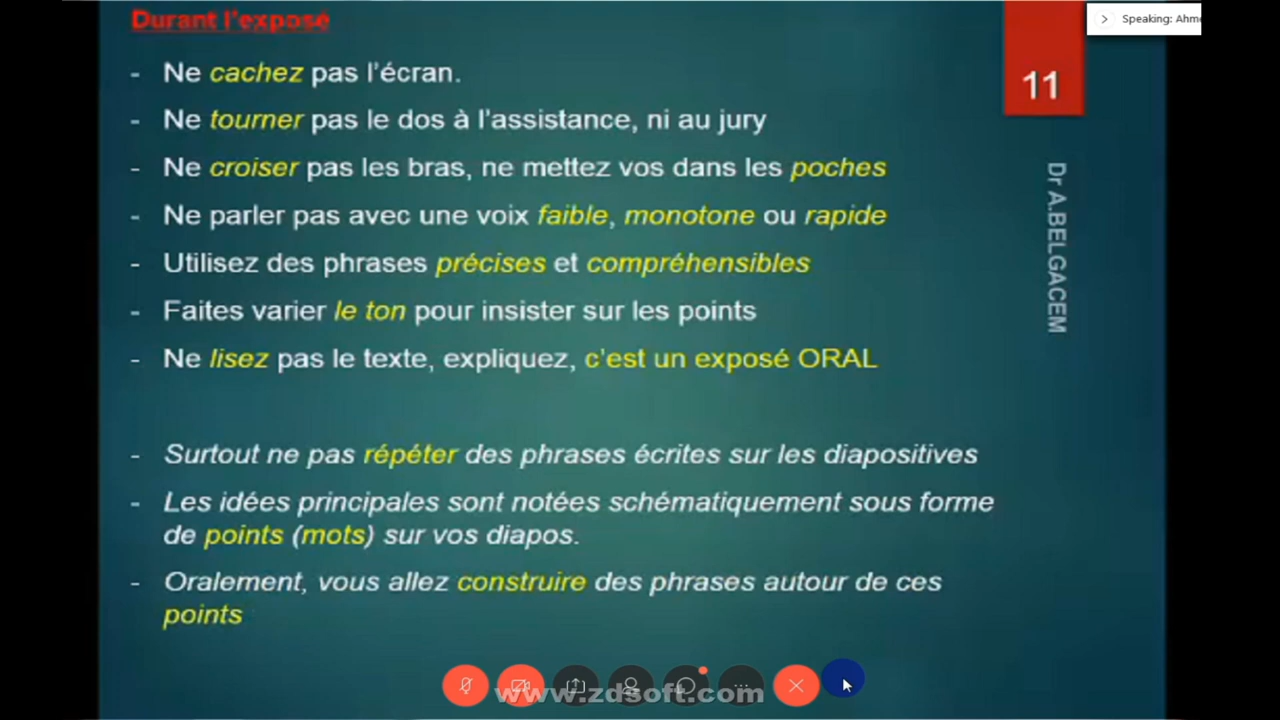 Durant l'exposé
Speaking: Ahm
11
- Ne cachez pas l'écran.
- Ne tourner pas le dos à l'assistance, ni au jury
- Ne croiser pas les bras, ne mettez vos dans les poches
- Ne parler pas avec une voix faible, monotone ou rapide
- Utilisez des phrases précises et compréhensibles
- Faites varier le ton pour insister sur les points
- Ne lisez pas le texte, expliquez, c'est un exposé ORAL
- Surtout ne pas répéter des phrases écrites sur les diapositives
- Les idées principales sont notées schématiquement sous forme
de points (mots) sur vos diapos.
- Oralement, vous allez construire des phrases autour de ces
points
Dr A.BELGACEM
www.zdsoft.com